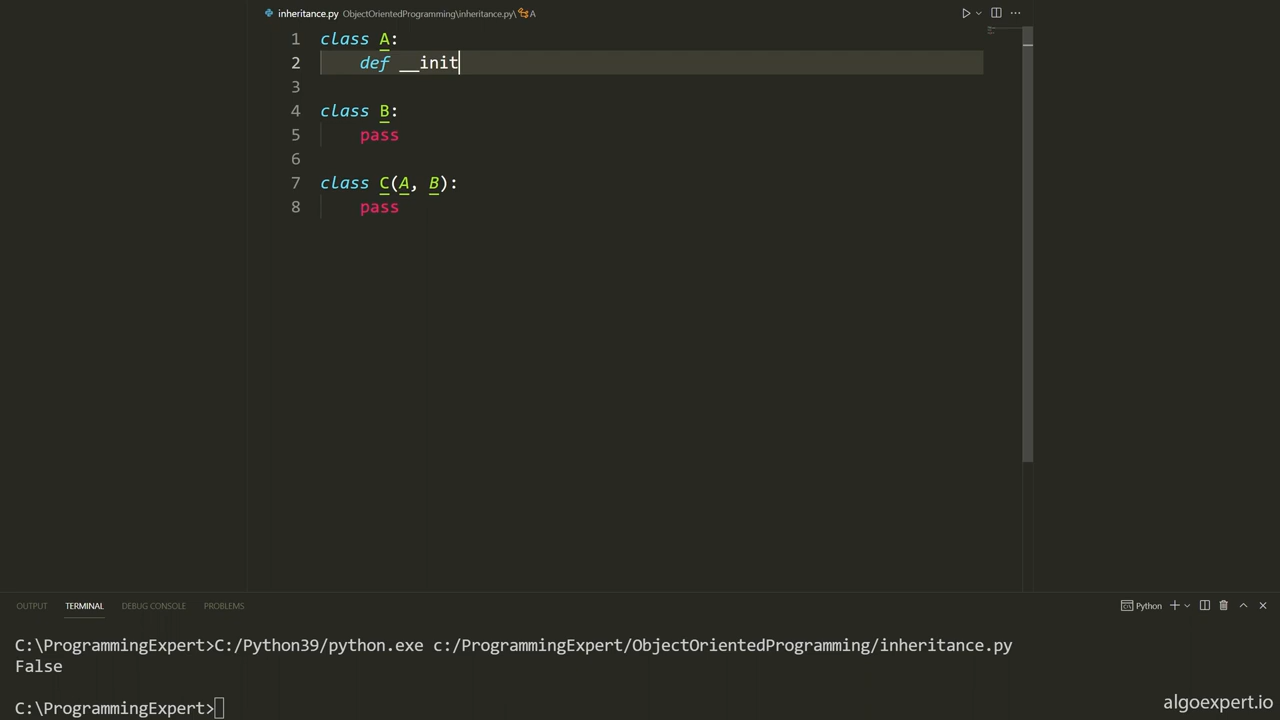 inheritance.py ObjectOrientedProgramming\inheritance.py\ A
1 class A:
2 def __init
3
4 class B:
5 pass
6
7 class C(A, B):
8 pass
OUTPUT TERMINAL DEBUG CONSOLE PROBLEMS Python
C:\ProgrammingExpert>C:/Python39/python.exe c:/ProgrammingExpert/ObjectOrientedProgramming/inheritance.py
False
C:\ProgrammingExpert>
algoexpert.io